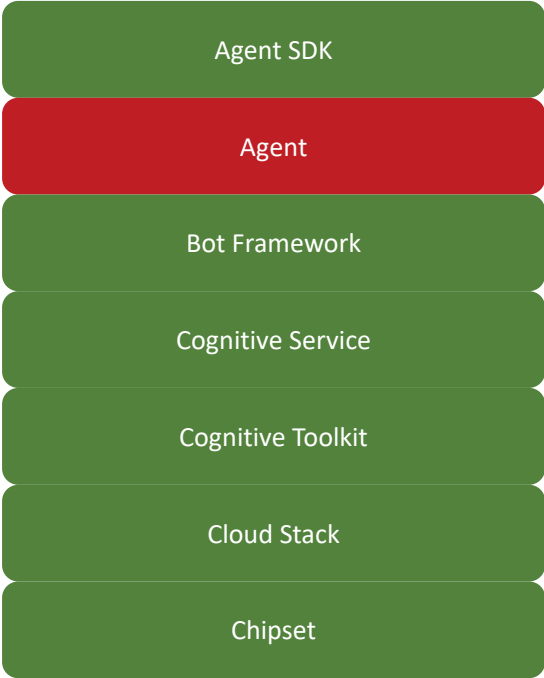 Agent SDK
Agent
Bot Framework
Cognitive Service
Cognitive Toolkit
Cloud Stack
Chipset